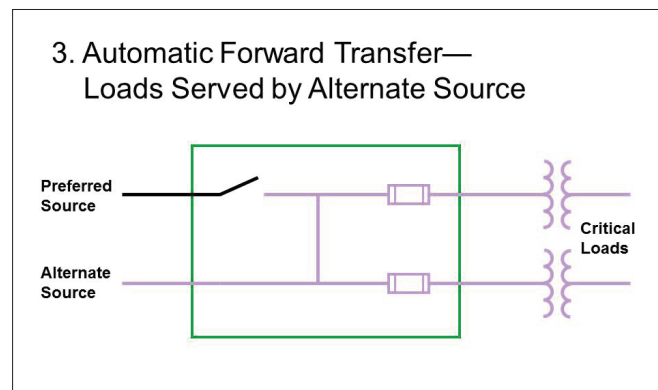 3. Automatic Forward Transfer—
Loads Served by Alternate Source
Preferred
Source
Critical
Loads
Alternate
Source